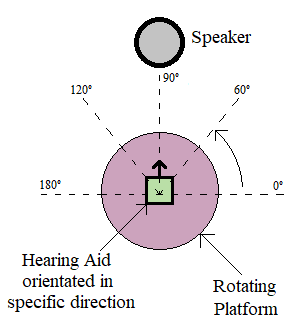 Speaker
90°
120°
60°
180°
0°
Hearing Aid
orientated in
specific direction
Rotating
Platform